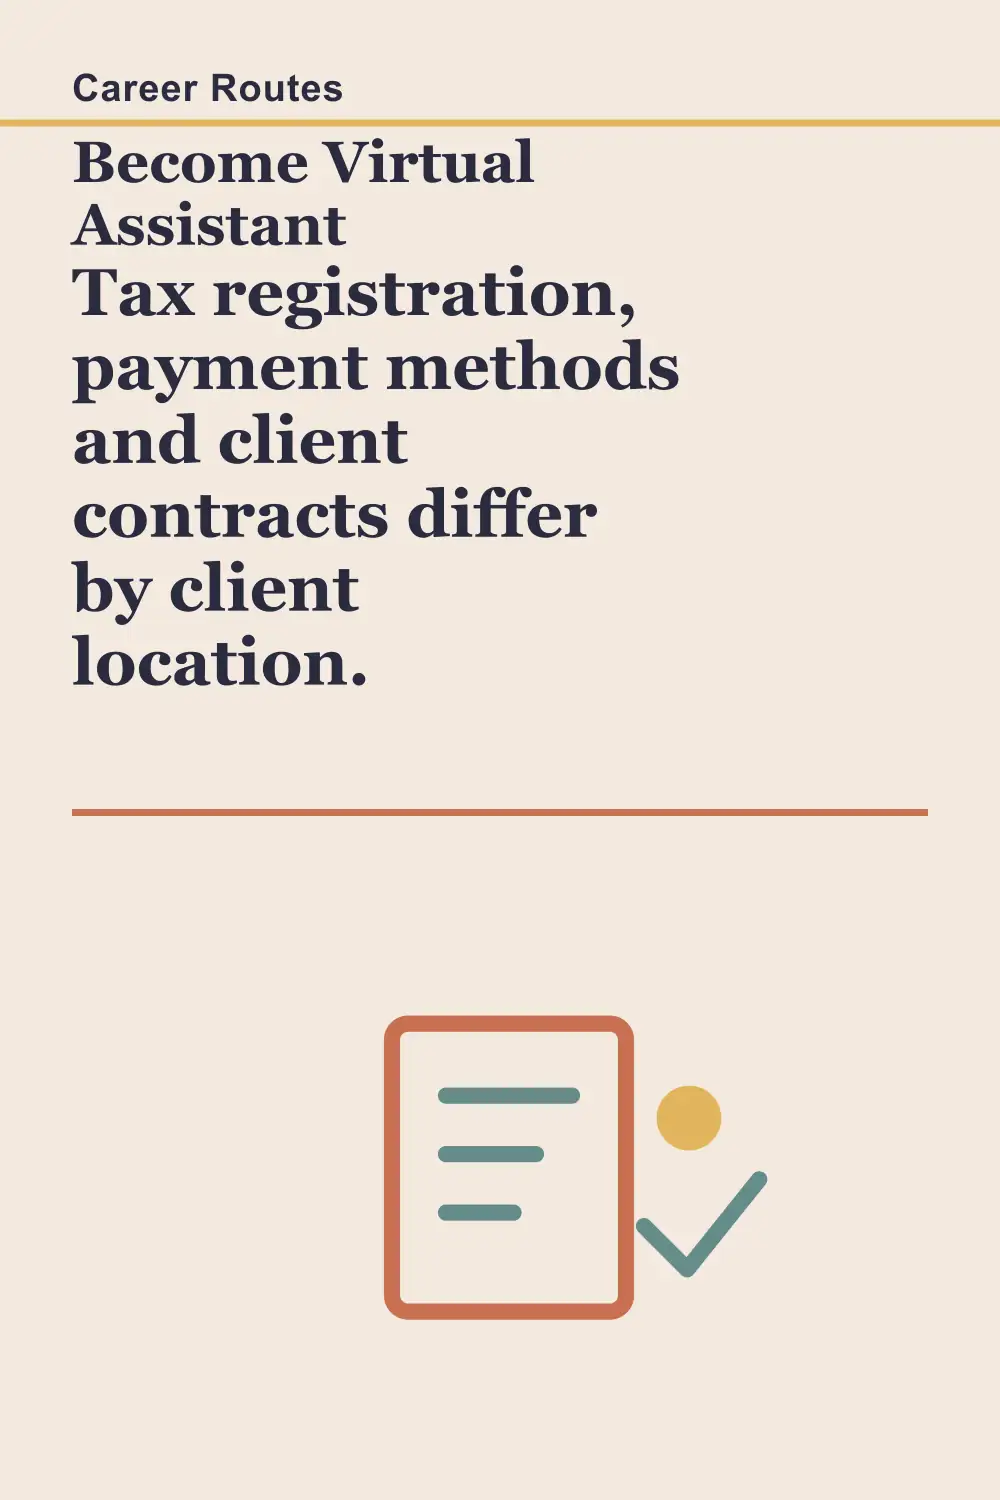 Career Routes
Become Virtual
Assistant
Tax registration,
payment methods
and client
contracts differ
by client
location.